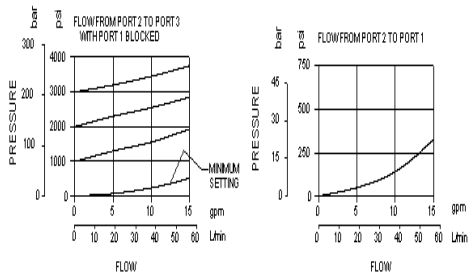 bar
psi
FLOW FROM PORT 2 TO PORT 3
WITH PORT 1 BLOCKED
300
4000
200
3000
2000
100
1000
0
0
PRESSURE
MINIMUM
SETTING
0 5 10 15 gpm
0 10 20 30 40 50 60 L/min
FLOW
bar
psi
FLOW FROM PORT 2 TO PORT 1
750
45
500
30
250
15
0
0
PRESSURE
0 5 10 15 gpm
0 10 20 30 40 50 60 L/min
FLOW